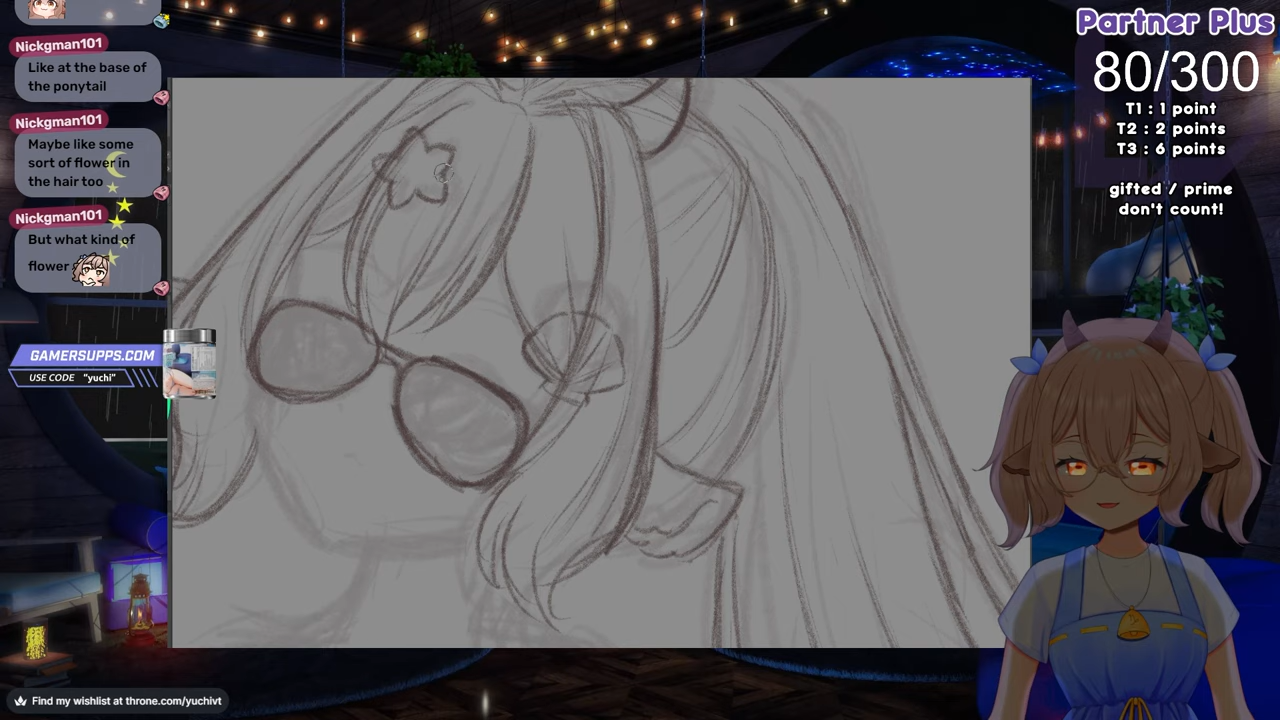 Nickgman101
Like at the base of
the ponytail
Nickgman101
Maybe like some
sort of flower in
the hair too
Nickgman101
But what kind of
flower
GAMERSUPPS.COM
USE CODE "yuchi"
Find my wishlist at throne.com/yuchivt
Partner Plus
80/300
T1 : 1 point
T2 : 2 points
T3 : 6 points
gifted / prime
don't count!